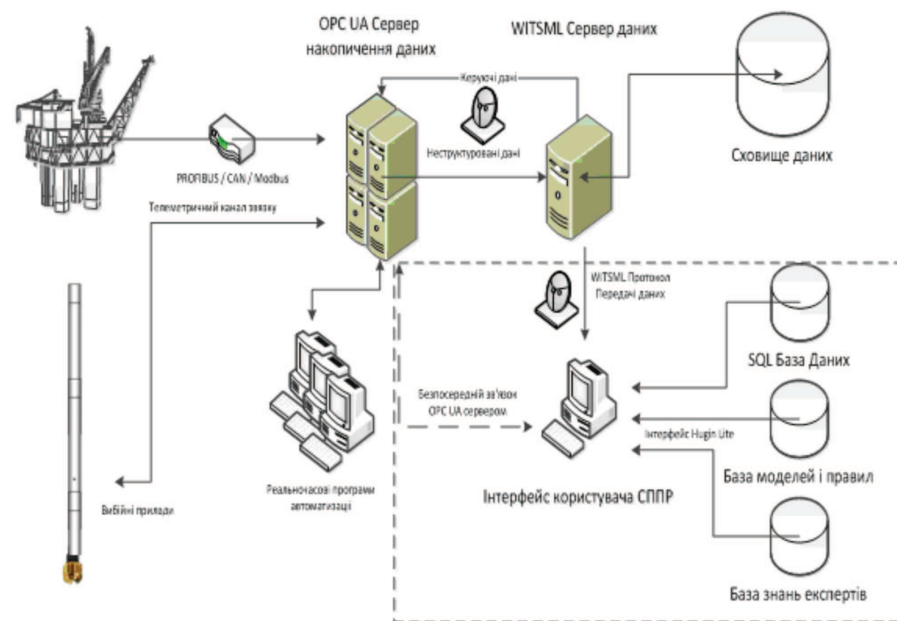 OPC UA Сервер
накопичення даних
WITSML Сервер даних
Керуючі дані
Неструктуровані дані
Сховище даних
PROFIBUS / CAN / Modbus
Телеметричний канал звязку
WITSML Протокол
Передачі даних
SQL База Даних
Безпосередній зв'язок
OPC UA сервером
Інтерфейс Hugin Lite
База моделей і правил
Реальночасові програми
автоматизації
Інтерфейс користувача СППР
Вибійні прилади
База знань експертів